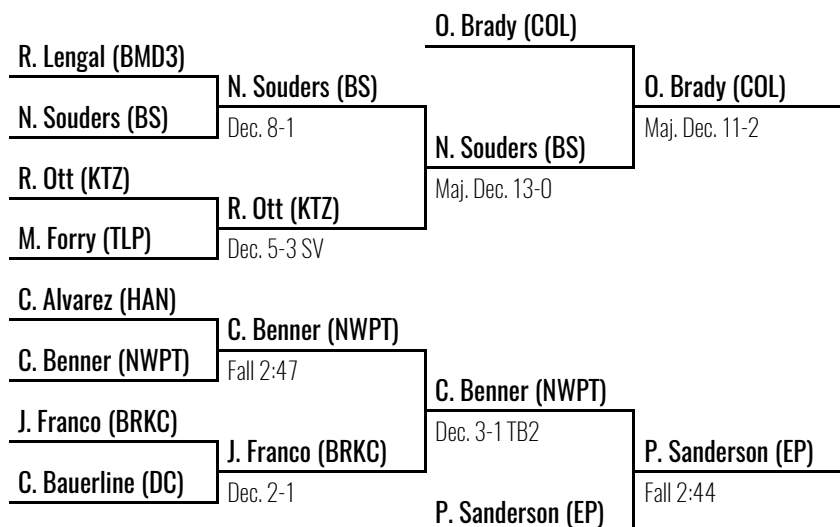 O. Brady (COL)
R. Lengal (BMD3)
N. Souders (BS)
O. Brady (COL)
N. Souders (BS)
Dec. 8-1
Maj. Dec. 11-2
N. Souders (BS)
R. Ott (KTZ)
Maj. Dec. 13-0
R. Ott (KTZ)
M. Forry (TLP)
Dec. 5-3 SV
C. Alvarez (HAN)
C. Benner (NWPT)
C. Benner (NWPT)
Fall 2:47
C. Benner (NWPT)
J. Franco (BRKC)
Dec. 3-1 TB2
J. Franco (BRKC)
P. Sanderson (EP)
C. Bauerline (DC)
Dec. 2-1
Fall 2:44
P. Sanderson (EP)